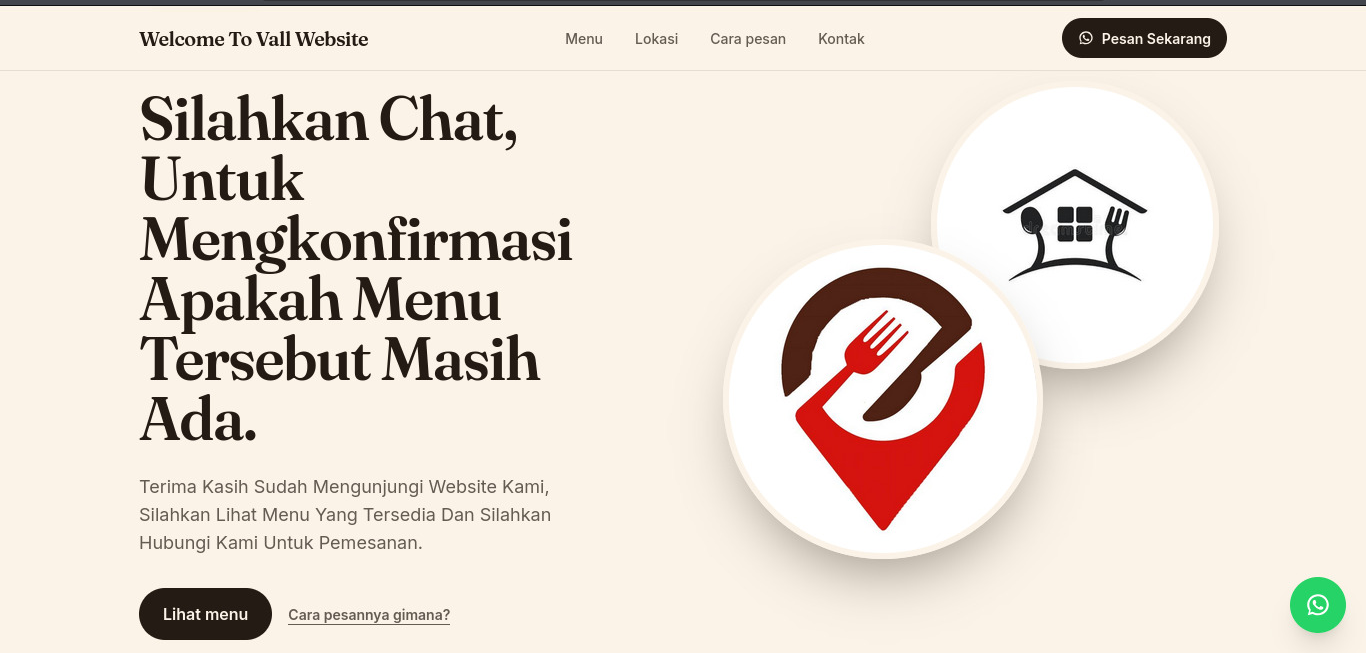 Welcome To Vall Website
Menu
Lokasi
Cara pesan
Kontak
Pesan Sekarang
Silahkan Chat,
Untuk
Mengkonfirmasi
Apakah Menu
Tersebut Masih
Ada.
Terima Kasih Sudah Mengunjungi Website Kami,
Silahkan Lihat Menu Yang Tersedia Dan Silahkan
Hubungi Kami Untuk Pemesanan.
Lihat menu
Cara pesannya gimana?